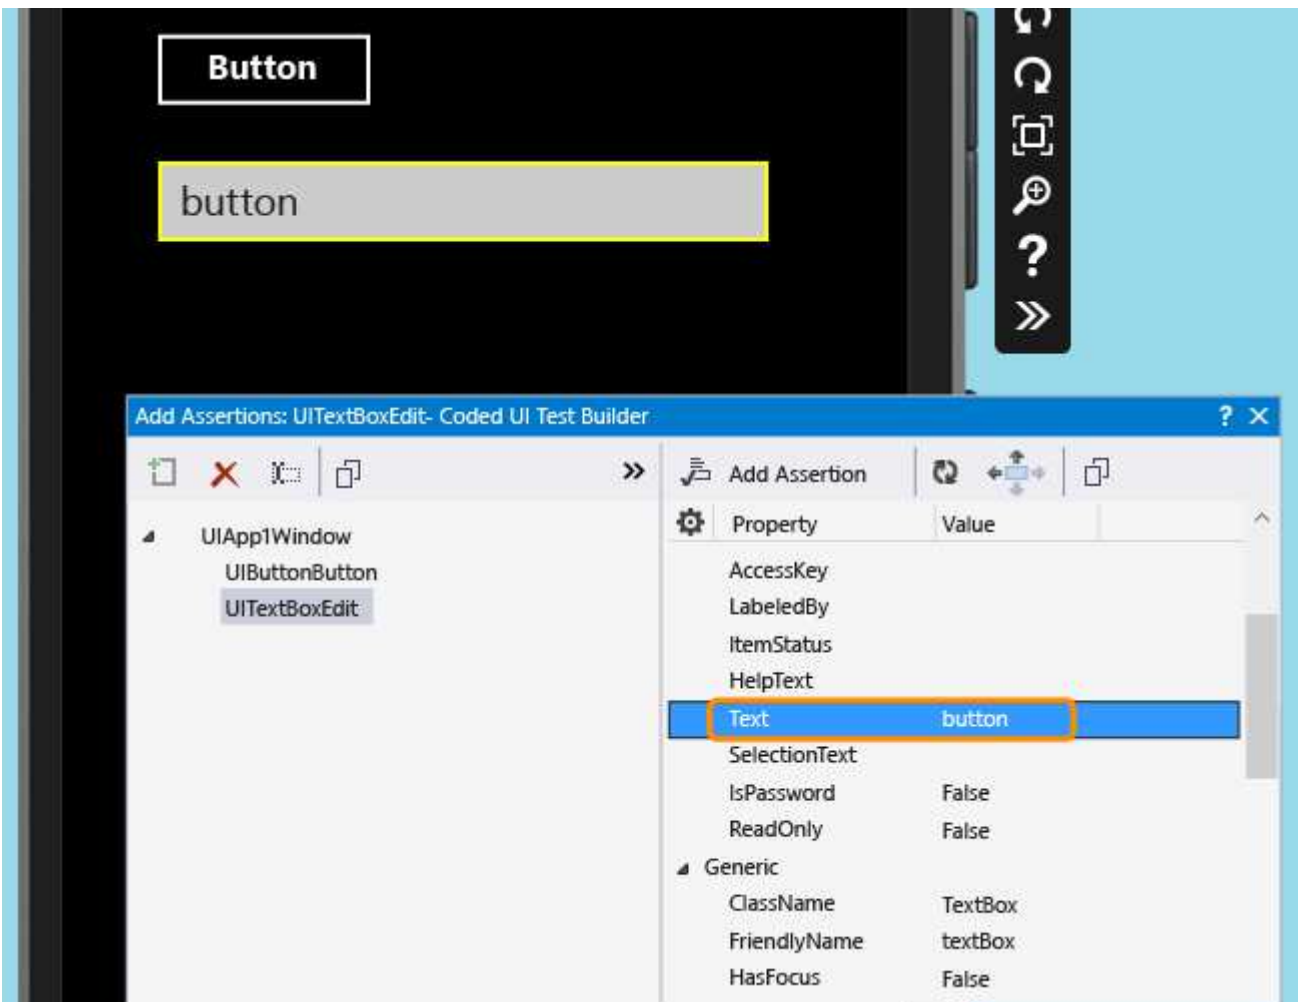 Button
button
?
Add Assertions: UITextBoxEdit- Coded UI Test Builder ?
Add Assertion
UIApp1Window
UIButtonButton
UITextBoxEdit
Property Value
AccessKey
LabeledBy
ItemStatus
HelpText
Text button
SelectionText
IsPassword False
ReadOnly False
Generic
ClassName TextBox
FriendlyName textBox
HasFocus False